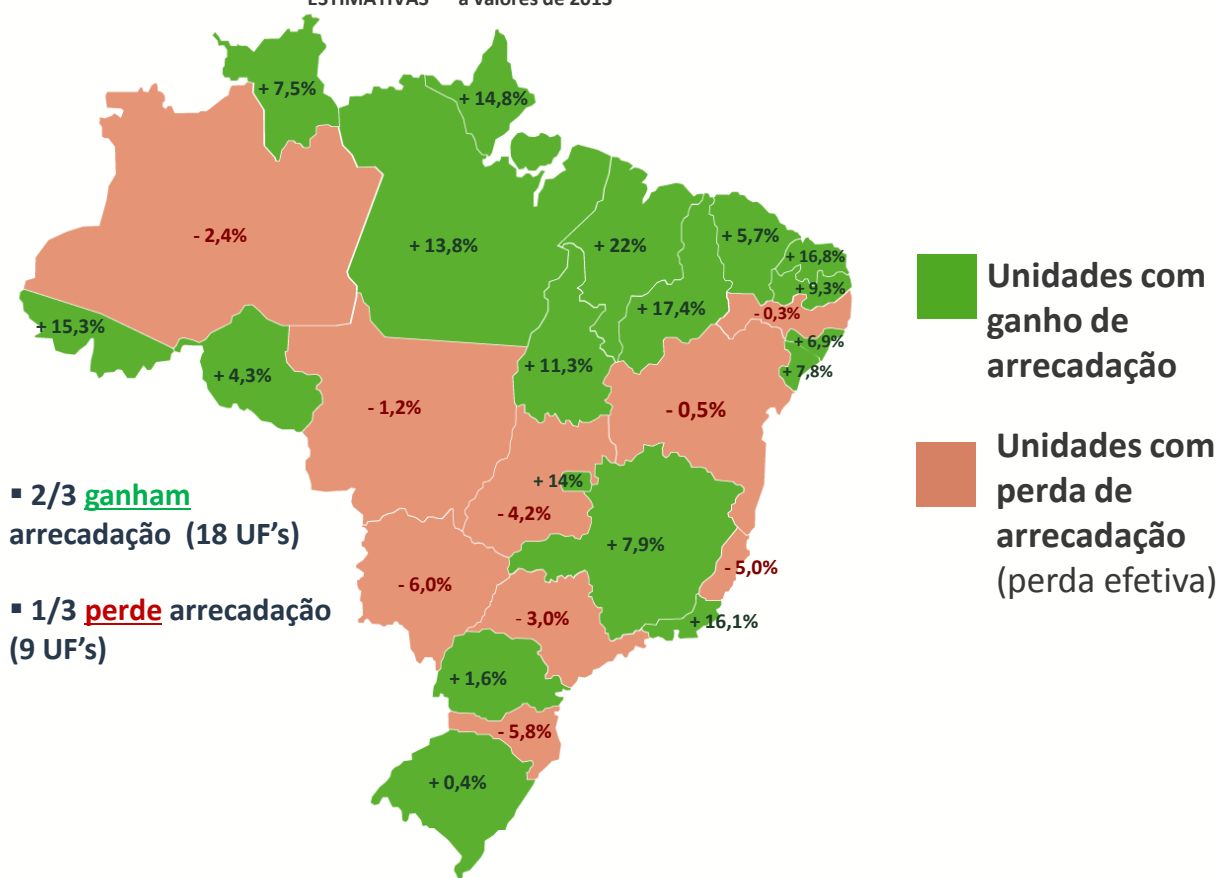 ESTIMATIVAS a valores de 2013
+ 7,5%
+ 14,8%
- 2,4%
+ 13,8%
+ 22%
+ 5,7%
+ 16,8%
+ 9,3%
- 0,3%
+ 17,4%
+ 6,9%
+ 7,8%
+ 15,3%
+ 4,3%
+ 11,3%
- 1,2%
- 0,5%
+ 14%
- 4,2%
+ 7,9%
- 5,0%
- 6,0%
- 3,0%
+ 16,1%
+ 1,6%
- 5,8%
+ 0,4%
▪ 2/3 ganham
arrecadação (18 UF’s)
▪ 1/3 perde arrecadação
(9 UF’s)
Unidades com
ganho de
arrecadação
Unidades com
perda de
arrecadação
(perda efetiva)